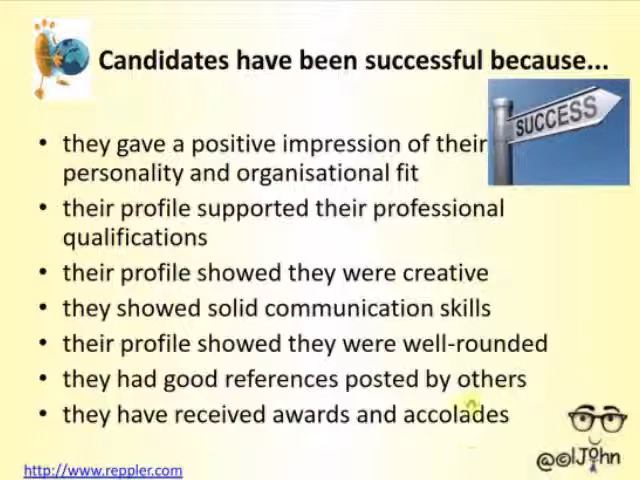 Candidates have been successful because...
SUCCESS
• they gave a positive impression of their
personality and organisational fit
• their profile supported their professional
qualifications
• their profile showed they were creative
• they showed solid communication skills
• their profile showed they were well-rounded
• they had good references posted by others
• they have received awards and accolades
http://www.reppler.com